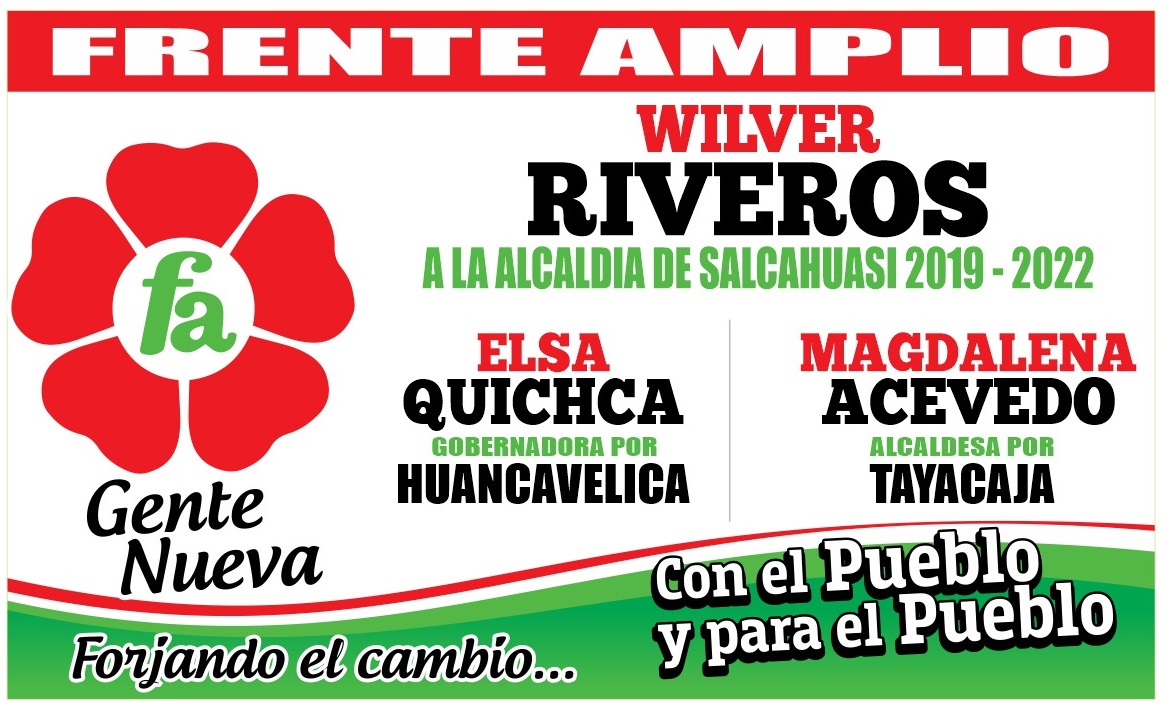 FRENTE AMPLIO
WILVER
RIVEROS
A LA ALCALDIA DE SALCAHUASI 2019 - 2022
fa
Gente
Nueva
ELSA
QUICHCA
GOBERNADORA POR
HUANCAVELICA
MAGDALENA
ACEVEDO
ALCALDESA POR
TAYACAJA
Con el Pueblo
y para el Pueblo
Forjando el cambio...